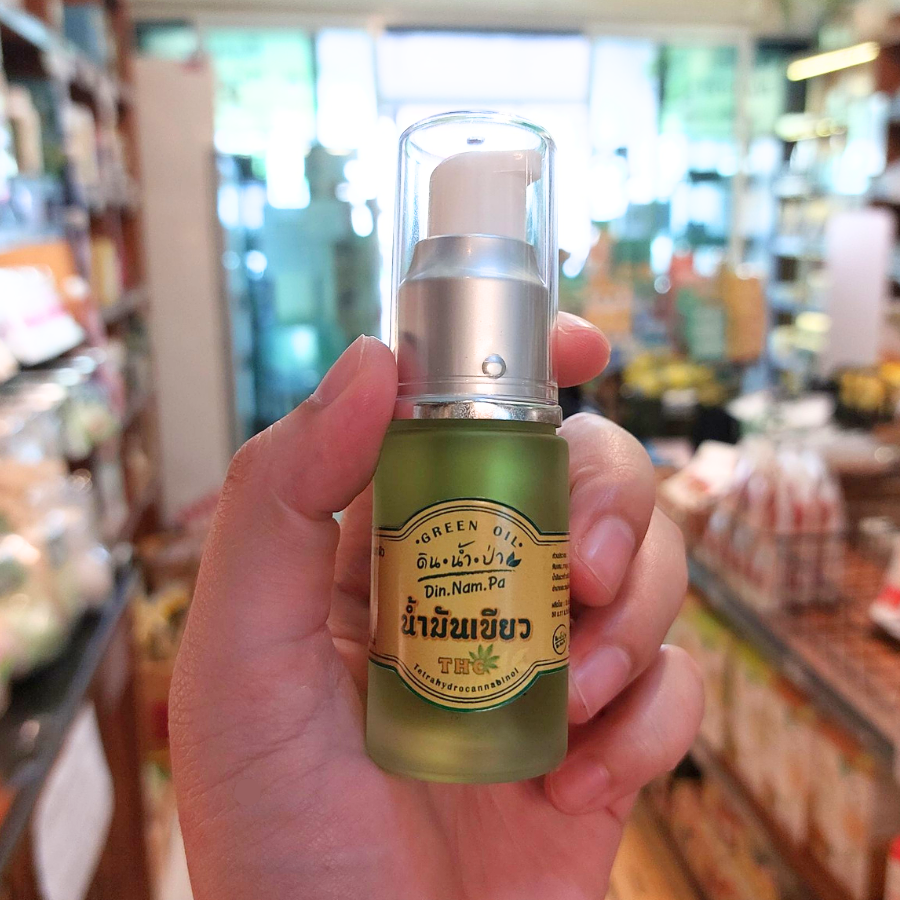 ·GREEN OIL·
ดิน·น้ำ·ป่า
Din.Nam.Pa
น้ำมันเขียว
THC
Tetrahydrocannabinol